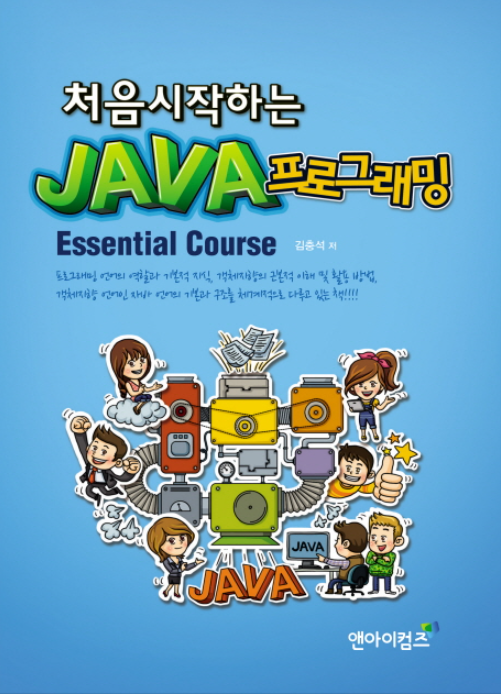 처음시작하는
JAVA 프로그래밍
Essential Course 김충석 저
프로그래밍 언어의 역할과 기본적 지식, 객체지향의 근본적 이해 및 활용 방법,
객체지향 언어인 자바 언어의 기본과 구조를 체계적으로 다루고 있는 책!!!!
JAVA
JAVA
앤아이컴즈